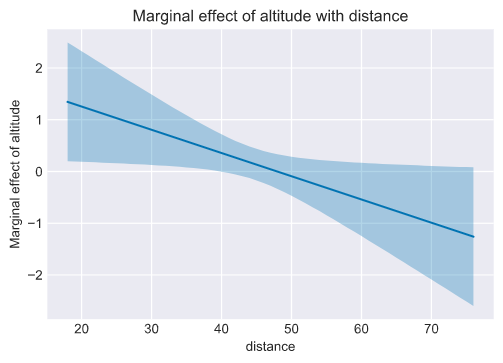 Marginal effect of altitude with distance
Marginal effect of altitude
2
1
0
−1
−2
20 30 40 50 60 70
distance